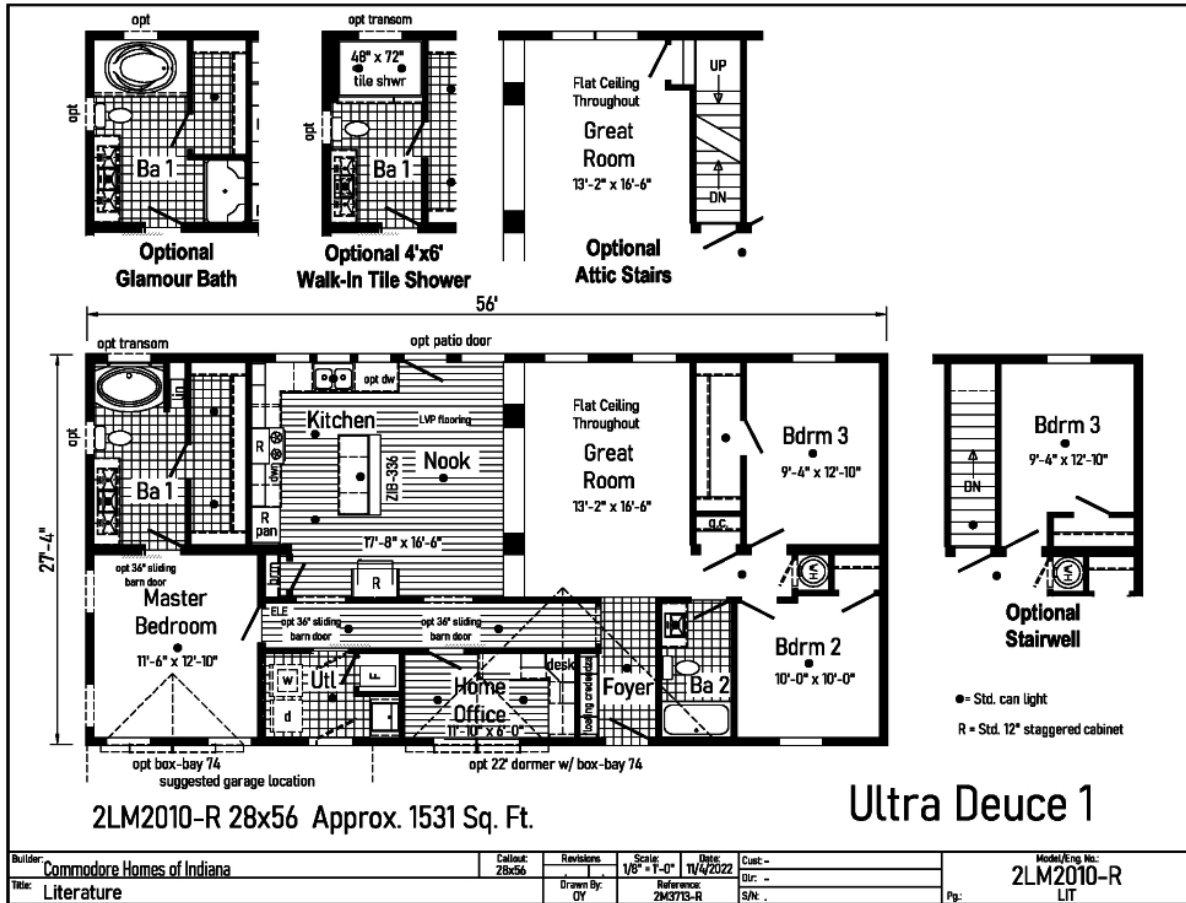 opt
opt
Ba 1
Optional
Glamour Bath
opt transom
48" x 72"
tile shwr
opt
Ba 1
Optional 4'x6'
Walk-In Tile Shower
Flat Ceiling
Throughout
Great
Room
13'-2" x 16'-6"
UP
DN
Optional
Attic Stairs
56'
27'-4"
opt transom
lin
opt
Ba 1
opt patio door
opt dw
Kitchen
LVP flooring
R
dwn
Nook
ZIB-336
R
pan
17'-8" x 16'-6"
brm
R
Flat Ceiling
Throughout
Great
Room
13'-2" x 16'-6"
g.c.
Bdrm 3
9'-4" x 12'-10"
WH
opt 36" sliding
barn door
Master
Bedroom
11'-6" x 12'-10"
ELE
opt 36" sliding
barn door
opt 36" sliding
barn door
Utl
w
d
F
desk
Home
Office
11'-10" x 6'-0"
Foyer
Ba 2
Bdrm 2
10'-0" x 10'-0"
Bdrm 3
9'-4" x 12'-10"
DN
WH
Optional
Stairwell
● = Std. can light
R = Std. 12" staggered cabinet
opt box-bay 74
suggested garage location
opt 22' dormer w/ box-bay 74
2LM2010-R 28x56 Approx. 1531 Sq. Ft.
Ultra Deuce 1
Builder: Commodore Homes of Indiana
Title: Literature
Callout:
28x56
Revisions
Scale:
1/8" = 1'-0"
Date:
11/4/2022
Drawn By:
OY
Reference:
2M3713-R
Cust: -
Dlr: -
S/N: .
Model/Eng. No.:
2LM2010-R
Pg.: LIT